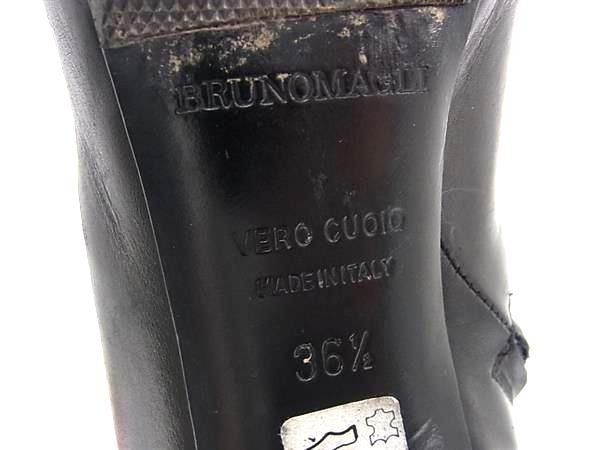 BRUNOMAGLI
VERO CUOIO
MADE IN ITALY
36½